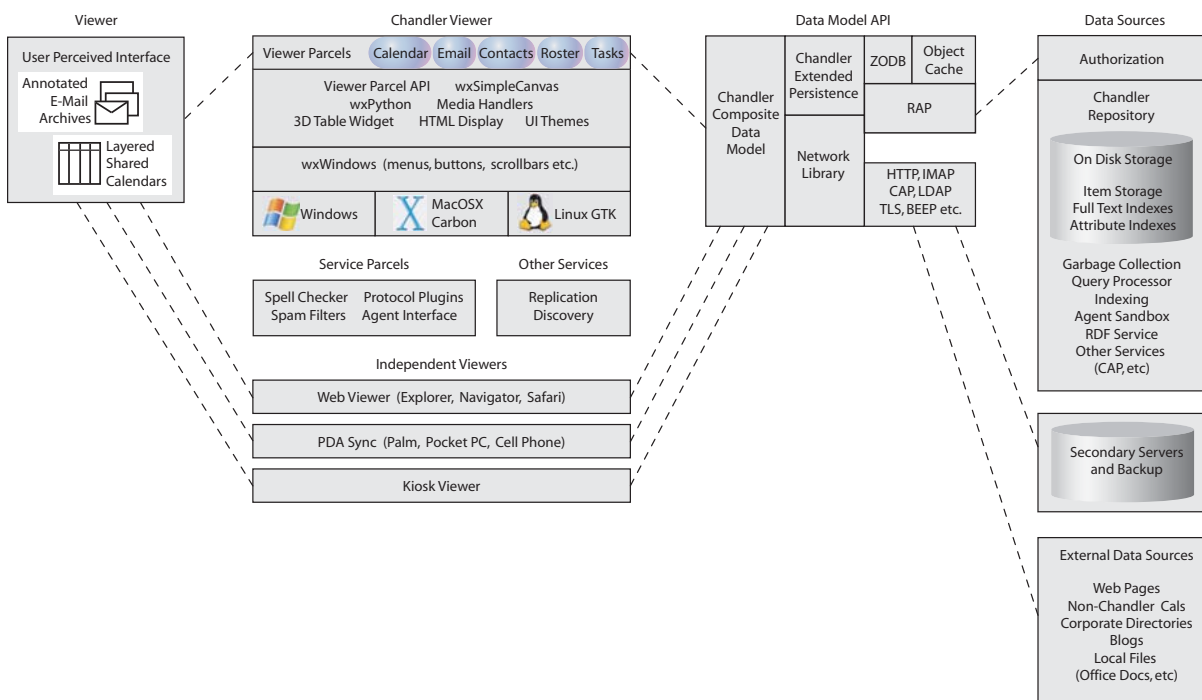 Viewer
User Perceived Interface
Annotated
E-Mail
Archives
Layered
Shared
Calendars
Chandler Viewer
Viewer Parcels
Calendar
Email
Contacts
Roster
Tasks
Viewer Parcel API wxSimpleCanvas
wxPython Media Handlers
3D Table Widget HTML Display UI Themes
wxWindows (menus, buttons, scrollbars etc.)
Windows
MacOSX
Carbon
Linux GTK
Service Parcels
Spell Checker Protocol Plugins
Spam Filters Agent Interface
Other Services
Replication
Discovery
Independent Viewers
Web Viewer (Explorer, Navigator, Safari)
PDA Sync (Palm, Pocket PC, Cell Phone)
Kiosk Viewer
Data Model API
Chandler
Composite
Data
Model
Chandler
Extended
Persistence
Network
Library
ZODB
Object
Cache
RAP
HTTP, IMAP
CAP, LDAP
TLS, BEEP etc.
Data Sources
Authorization
Chandler
Repository
On Disk Storage
Item Storage
Full Text Indexes
Attribute Indexes
Garbage Collection
Query Processor
Indexing
Agent Sandbox
RDF Service
Other Services
(CAP, etc)
Secondary Servers
and Backup
External Data Sources
Web Pages
Non-Chandler Cals
Corporate Directories
Blogs
Local Files
(Office Docs, etc)